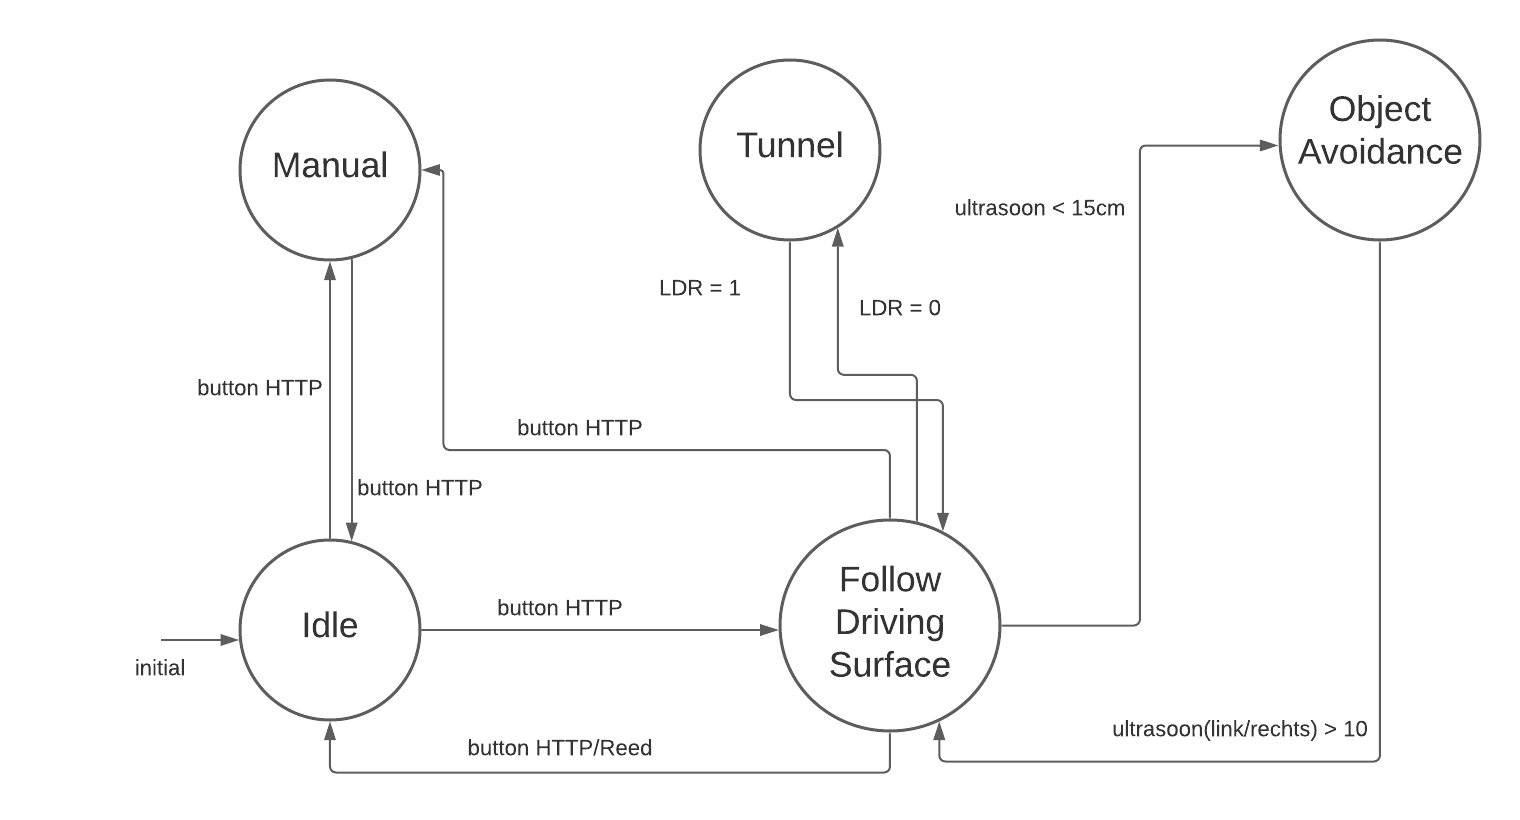 Object
Avoidance
Tunnel
Manual
ultrasoon < 15cm
LDR = 1
LDR = 0
button HTTP
button HTTP
button HTTP
Follow
Driving
Surface
button HTTP
Idle
initial
ultrasoon(link/rechts) > 10
button HTTP/Reed